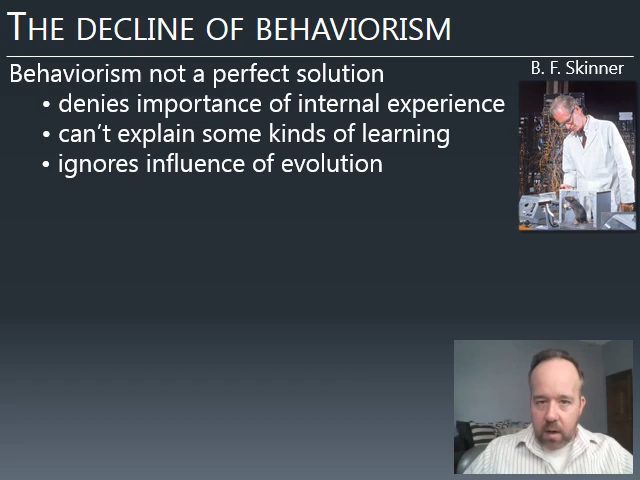 THE DECLINE OF BEHAVIORISM
Behaviorism not a perfect solution
B. F. Skinner
• denies importance of internal experience
• can't explain some kinds of learning
• ignores influence of evolution